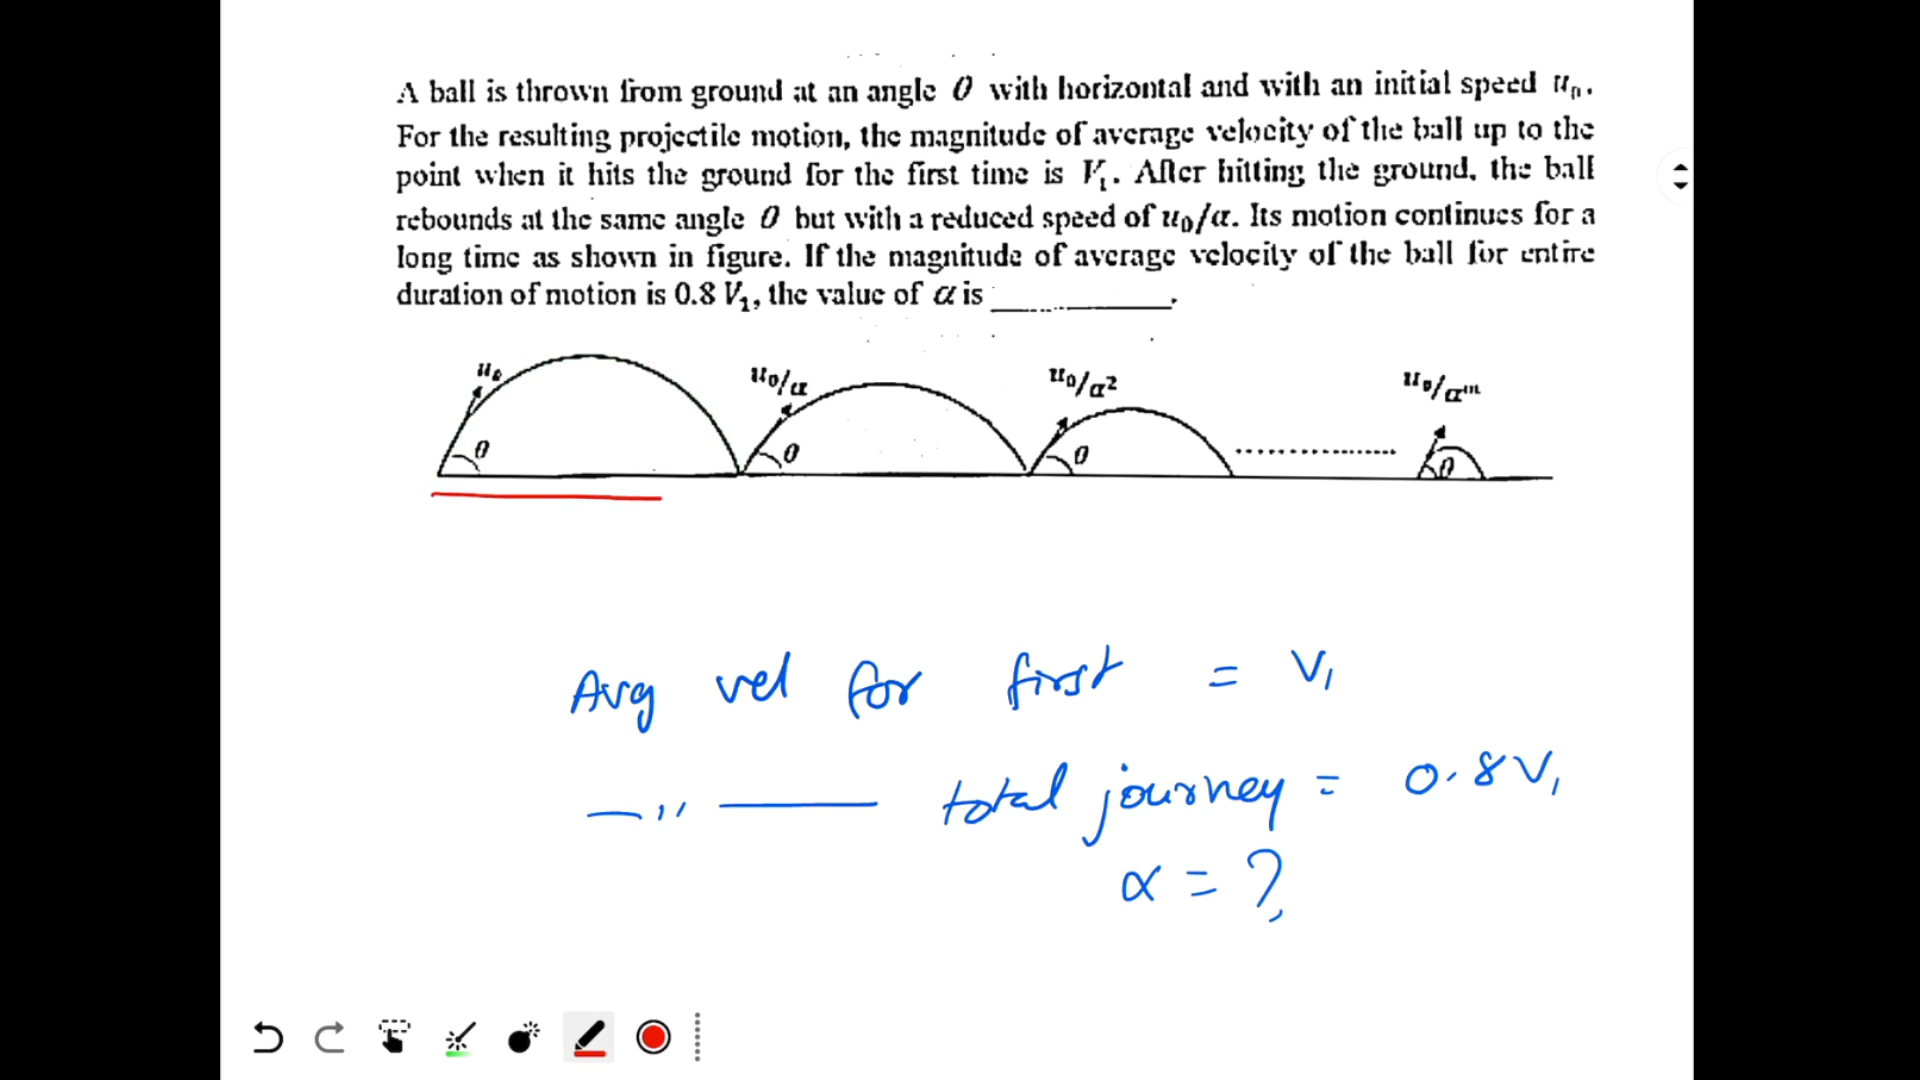 A ball is thrown from ground at an angle θ with horizontal and with an initial speed u₀.
For the resulting projectile motion, the magnitude of average velocity of the ball up to the
point when it hits the ground for the first time is V₁. After hitting the ground, the ball
rebounds at the same angle θ but with a reduced speed of u₀/α. Its motion continues for a
long time as shown in figure. If the magnitude of average velocity of the ball for entire
duration of motion is 0.8 V₁, the value of α is ____________.
u₀ u₀/α u₀/α² u₀/αᵐ
θ θ θ θ
Avg vel for first = V₁
—〃— total journey = 0.8V₁
α = ?